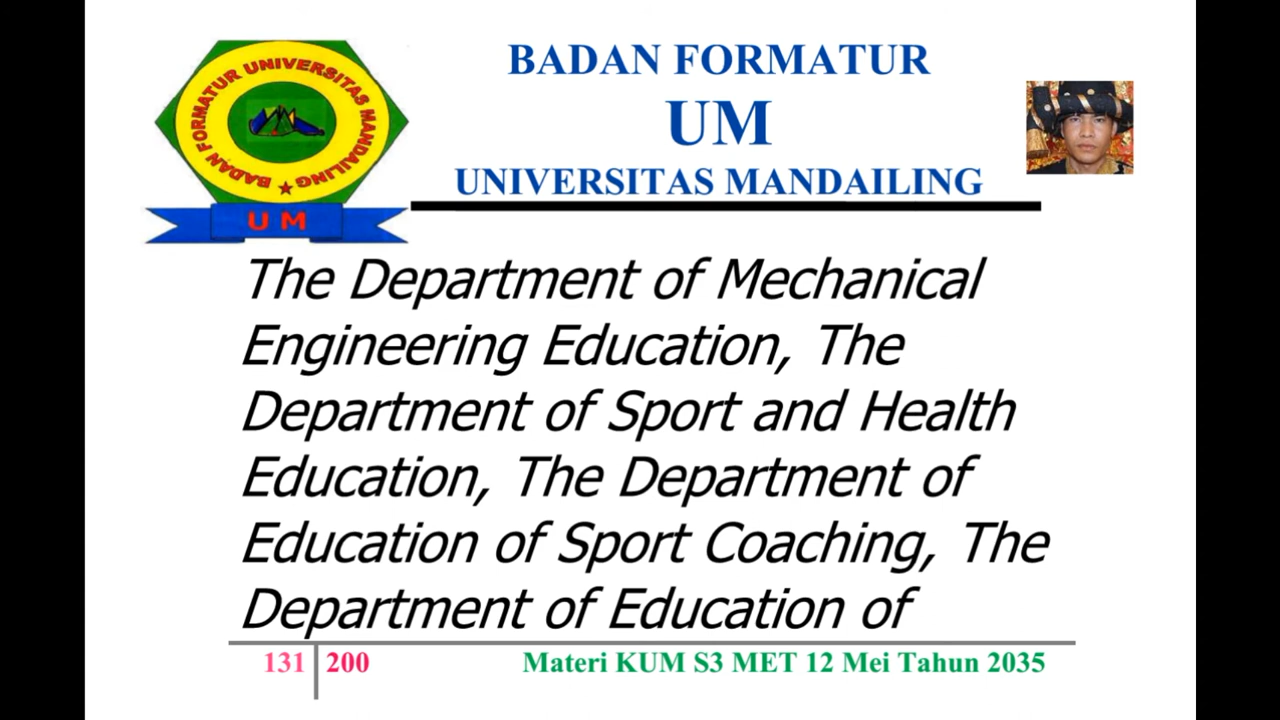 BADAN FORMATUR UNIVERSITAS MANDAILING
U M
BADAN FORMATUR
UM
UNIVERSITAS MANDAILING
The Department of Mechanical
Engineering Education, The
Department of Sport and Health
Education, The Department of
Education of Sport Coaching, The
Department of Education of
131 200 Materi KUM S3 MET 12 Mei Tahun 2035